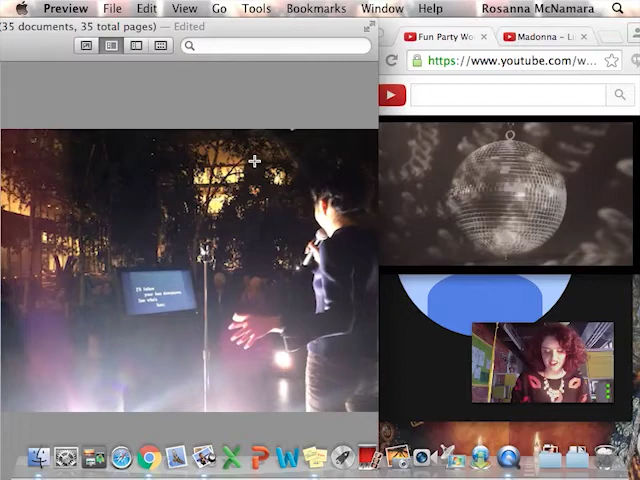 Preview File Edit View Go Tools Bookmarks Window Help Rosanna McNamara
(35 documents, 35 total pages) — Edited
Fun Party Wo
Madonna – Li
https://www.youtube.com/w...
I'll